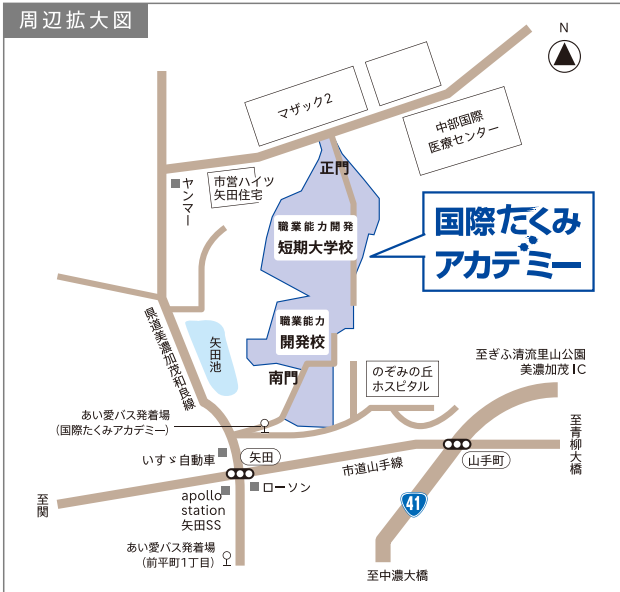 周辺拡大図
N
マザック2
中部国際
医療センター
正門
ヤンマー
市営ハイツ
矢田住宅
職業能力開発
短期大学校
国際たくみ
アカデミー
職業能力
開発校
県道美濃加茂和良線
矢田池
南門
のぞみの丘
ホスピタル
至ぎふ清流里山公園
美濃加茂IC
あい愛バス発着場
(国際たくみアカデミー)
至青柳大橋
いすゞ自動車
矢田
市道山手線
山手町
至関
apollo
station
矢田SS
ローソン
41
あい愛バス発着場
(前平町1丁目)
至中濃大橋